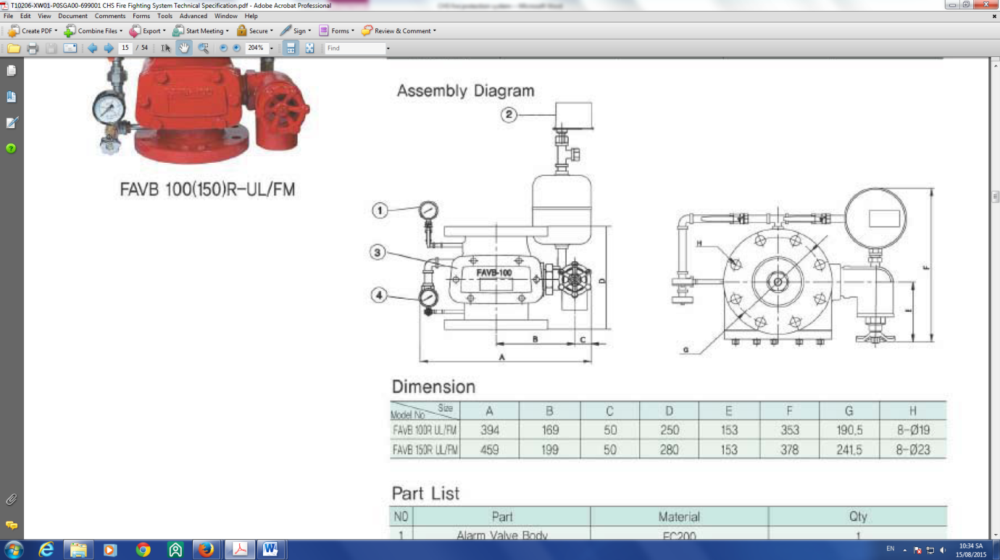 T10206-XW01-P0SGA00-699001 CHS Fire Fighting System Technical Specification.pdf - Adobe Acrobat Professional
File Edit View Document Comments Forms Tools Advanced Window Help
Create PDF Combine Files Export Start Meeting Secure Sign Forms Review & Comment
15 / 54 204% Find
FAVB 100(150)R-UL/FM
Assembly Diagram
2
1
3
4
FAVB-100
D
B C
A
H
F
E
G
Dimension
Size
Model No A B C D E F G H
FAVB 100R UL/FM 394 169 50 250 153 353 190,5 8-Ø19
FAVB 150R UL/FM 459 199 50 280 153 378 241,5 8-Ø23
Part List
NO Part Material Qty
1 Alarm Valve Body FC200 1
EN 10:34 SA
15/08/2015